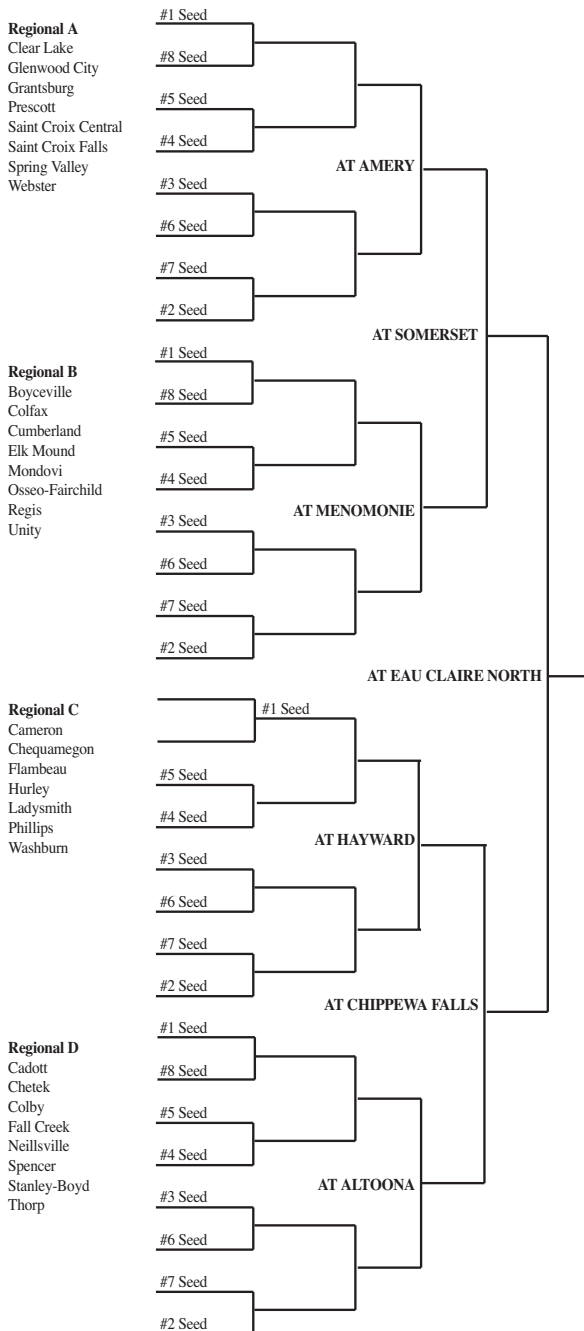 Regional A
Clear Lake
Glenwood City
Grantsburg
Prescott
Saint Croix Central
Saint Croix Falls
Spring Valley
Webster
#1 Seed
#8 Seed
#5 Seed
#4 Seed
AT AMERY
#3 Seed
#6 Seed
#7 Seed
#2 Seed
AT SOMERSET
Regional B
Boyceville
Colfax
Cumberland
Elk Mound
Mondovi
Osseo-Fairchild
Regis
Unity
#1 Seed
#8 Seed
#5 Seed
#4 Seed
AT MENOMONIE
#3 Seed
#6 Seed
#7 Seed
#2 Seed
AT EAU CLAIRE NORTH
Regional C
Cameron
Chequamegon
Flambeau
Hurley
Ladysmith
Phillips
Washburn
#1 Seed
#5 Seed
#4 Seed
AT HAYWARD
#3 Seed
#6 Seed
#7 Seed
#2 Seed
AT CHIPPEWA FALLS
Regional D
Cadott
Chetek
Colby
Fall Creek
Neillsville
Spencer
Stanley-Boyd
Thorp
#1 Seed
#8 Seed
#5 Seed
#4 Seed
AT ALTOONA
#3 Seed
#6 Seed
#7 Seed
#2 Seed